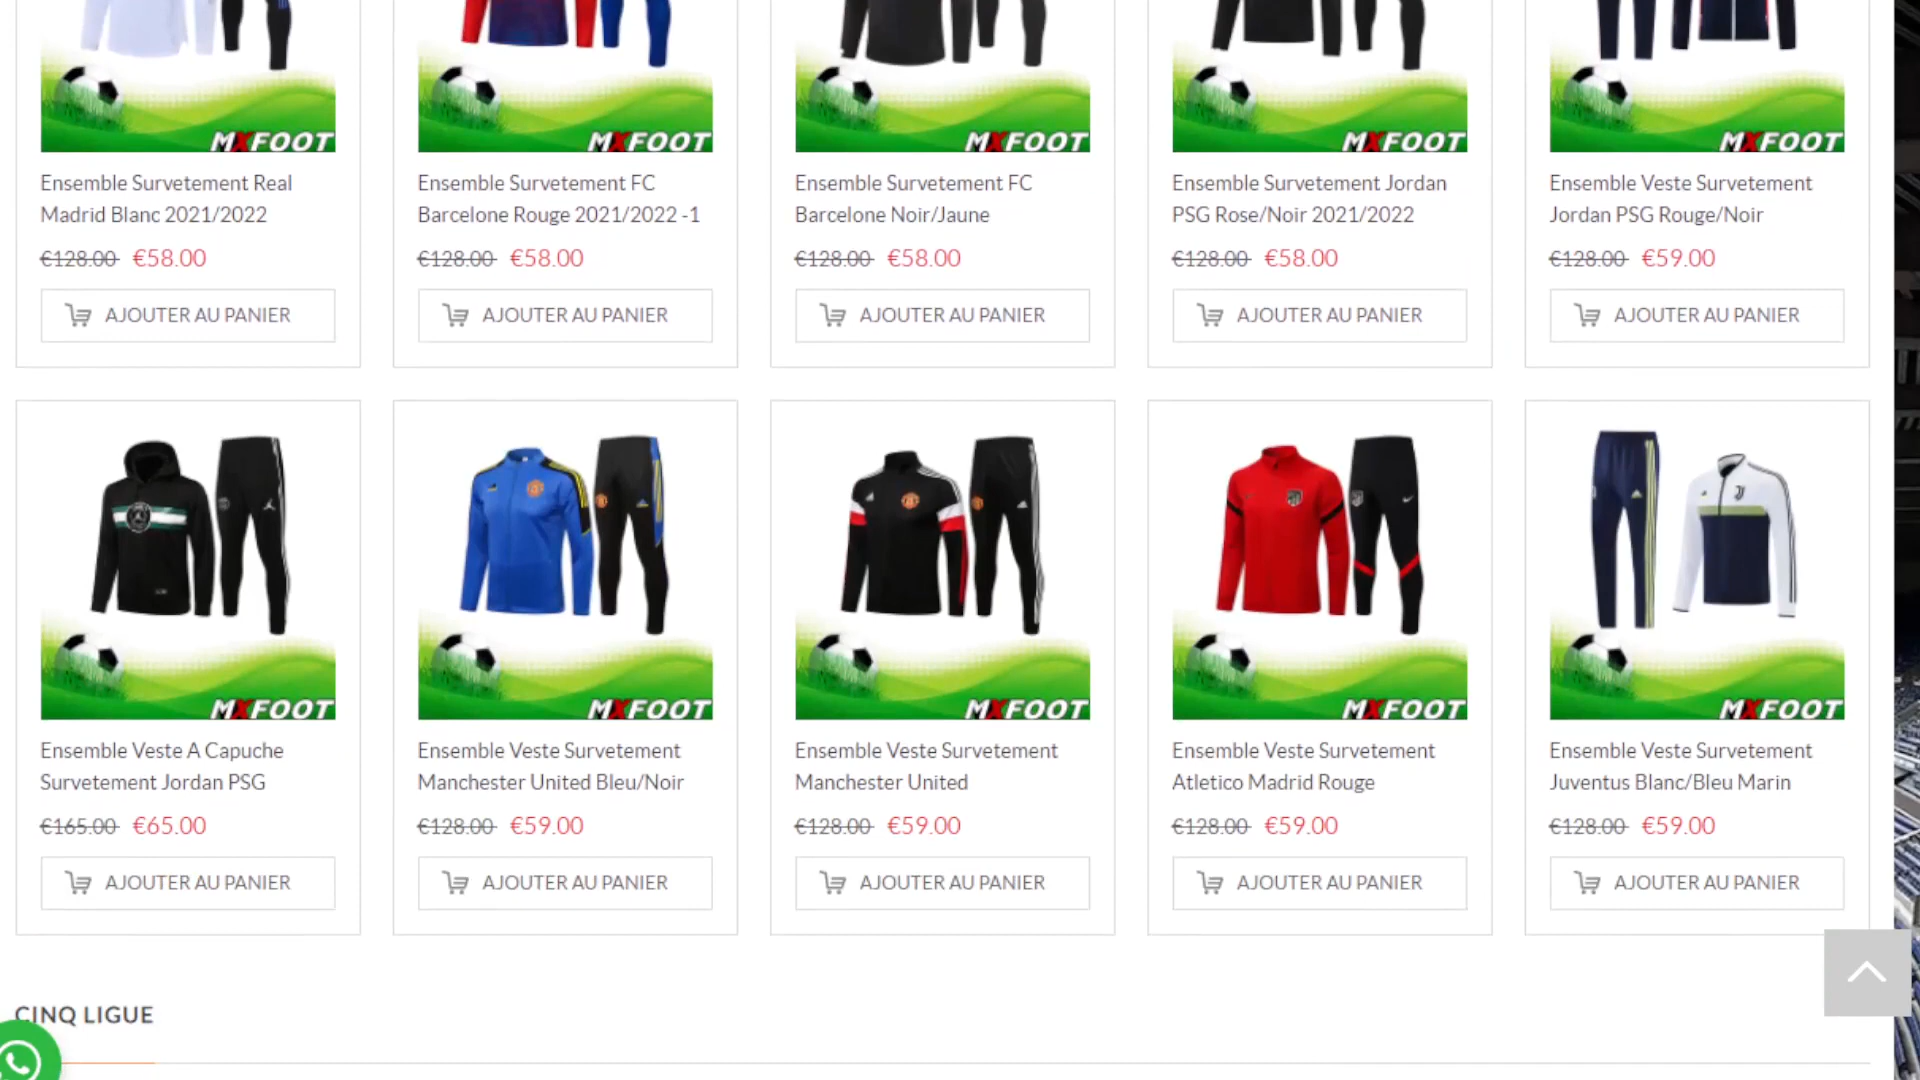 MXFOOT
MXFOOT
MXFOOT
MXFOOT
MXFOOT
Ensemble Survetement Real
Madrid Blanc 2021/2022
€128.00 €58.00
AJOUTER AU PANIER
Ensemble Survetement FC
Barcelone Rouge 2021/2022 -1
€128.00 €58.00
AJOUTER AU PANIER
Ensemble Survetement FC
Barcelone Noir/Jaune
€128.00 €58.00
AJOUTER AU PANIER
Ensemble Survetement Jordan
PSG Rose/Noir 2021/2022
€128.00 €58.00
AJOUTER AU PANIER
Ensemble Veste Survetement
Jordan PSG Rouge/Noir
€128.00 €59.00
AJOUTER AU PANIER
MXFOOT
MXFOOT
MXFOOT
MXFOOT
MXFOOT
Ensemble Veste A Capuche
Survetement Jordan PSG
€165.00 €65.00
AJOUTER AU PANIER
Ensemble Veste Survetement
Manchester United Bleu/Noir
€128.00 €59.00
AJOUTER AU PANIER
Ensemble Veste Survetement
Manchester United
€128.00 €59.00
AJOUTER AU PANIER
Ensemble Veste Survetement
Atletico Madrid Rouge
€128.00 €59.00
AJOUTER AU PANIER
Ensemble Veste Survetement
Juventus Blanc/Bleu Marin
€128.00 €59.00
AJOUTER AU PANIER
CINQ LIGUE